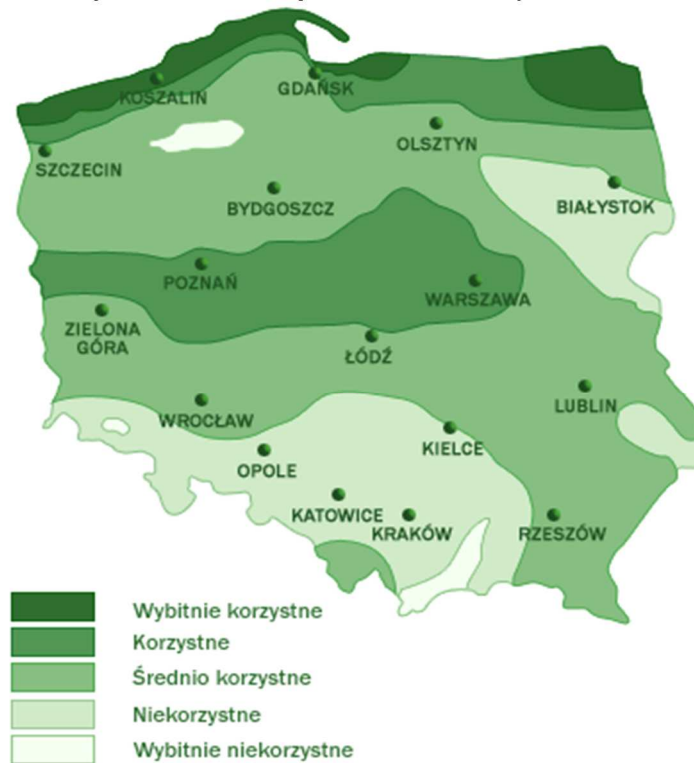 KOSZALIN
GDAŃSK
OLSZTYN
SZCZECIN
BYDGOSZCZ
BIAŁYSTOK
POZNAŃ
WARSZAWA
ZIELONA
GÓRA
ŁÓDŹ
LUBLIN
WROCŁAW
KIELCE
OPOLE
KATOWICE
KRAKÓW
RZESZÓW
Wybitnie korzystne
Korzystne
Średnio korzystne
Niekorzystne
Wybitnie niekorzystne